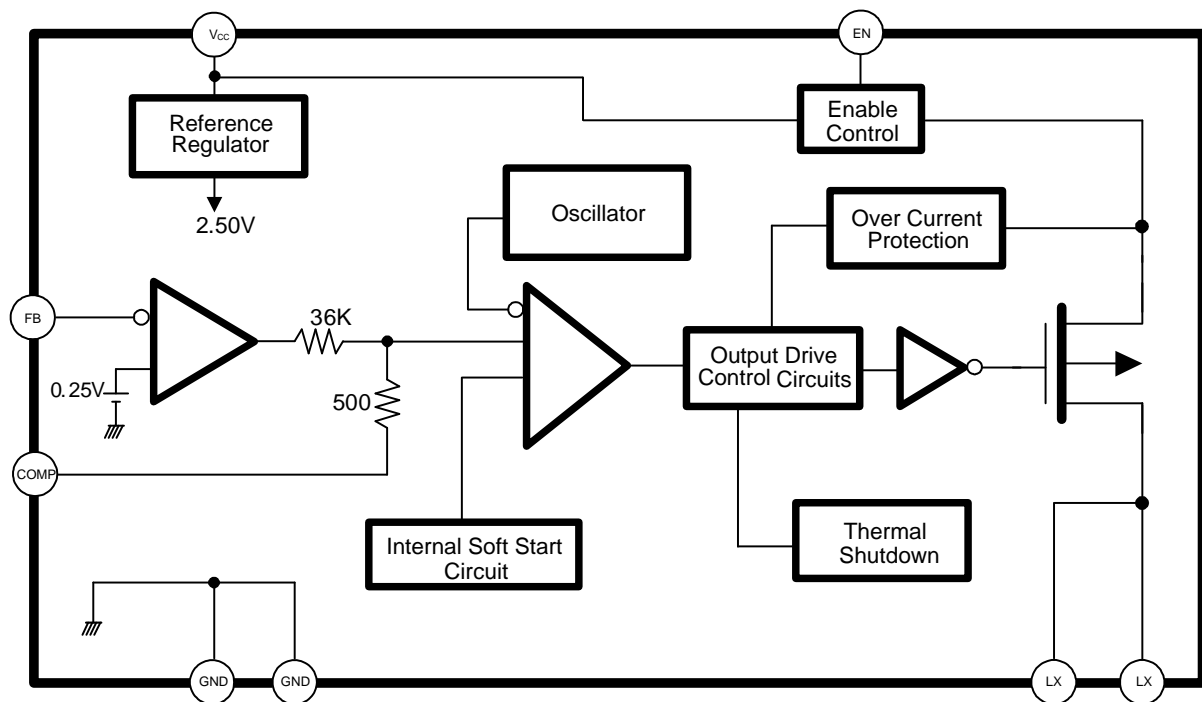 Vcc
EN
Reference
Regulator
Enable
Control
2.50V
Oscillator
Over Current
Protection
FB
36K
0.25V
500
Output Drive
Control Circuits
COMP
Internal Soft Start
Circuit
Thermal
Shutdown
GND
GND
LX
LX